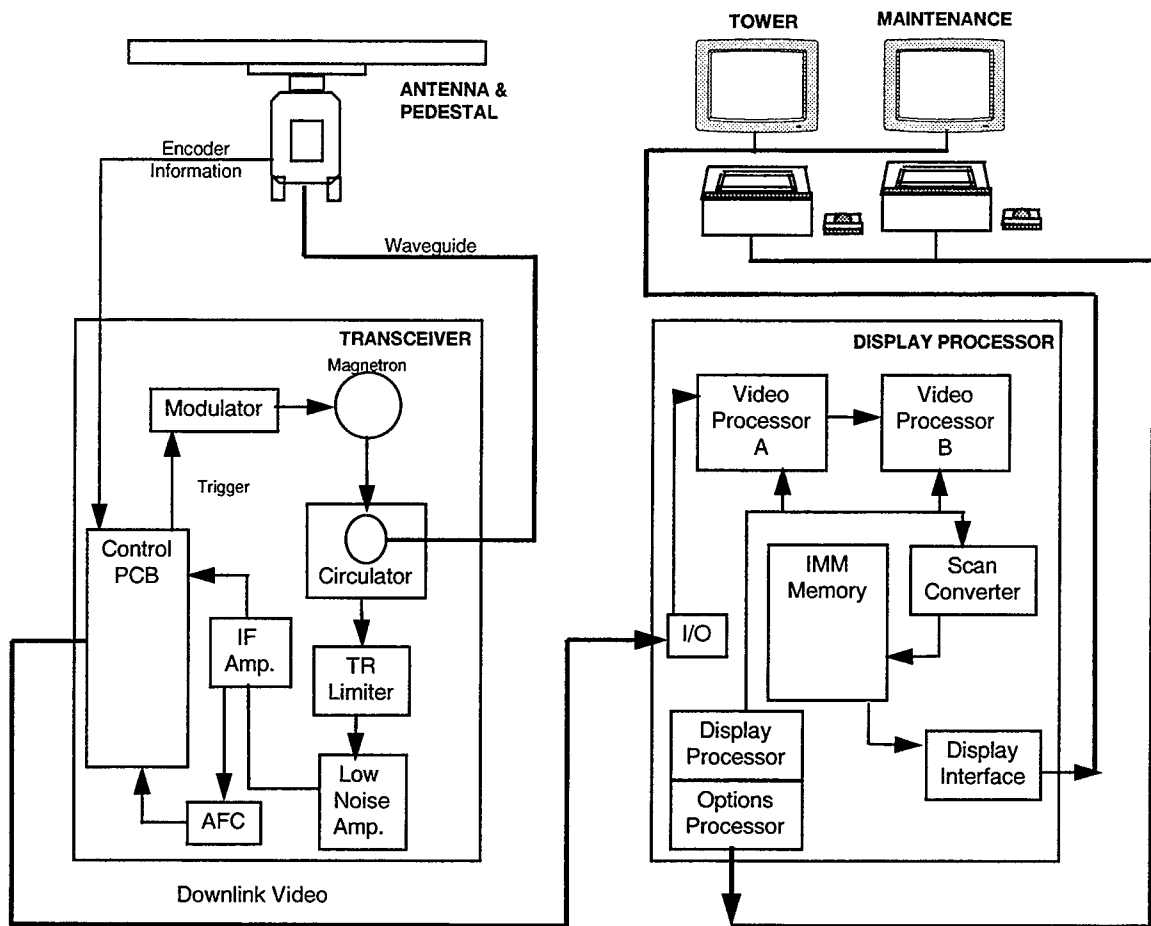 TOWER
MAINTENANCE
ANTENNA &
PEDESTAL
Encoder
Information
Waveguide
TRANSCEIVER
Magnetron
Modulator
Trigger
Control
PCB
Circulator
IF
Amp.
TR
Limiter
Low
Noise
Amp.
AFC
Downlink Video
DISPLAY PROCESSOR
Video
Processor
A
Video
Processor
B
IMM
Memory
Scan
Converter
I/O
Display
Processor
Options
Processor
Display
Interface